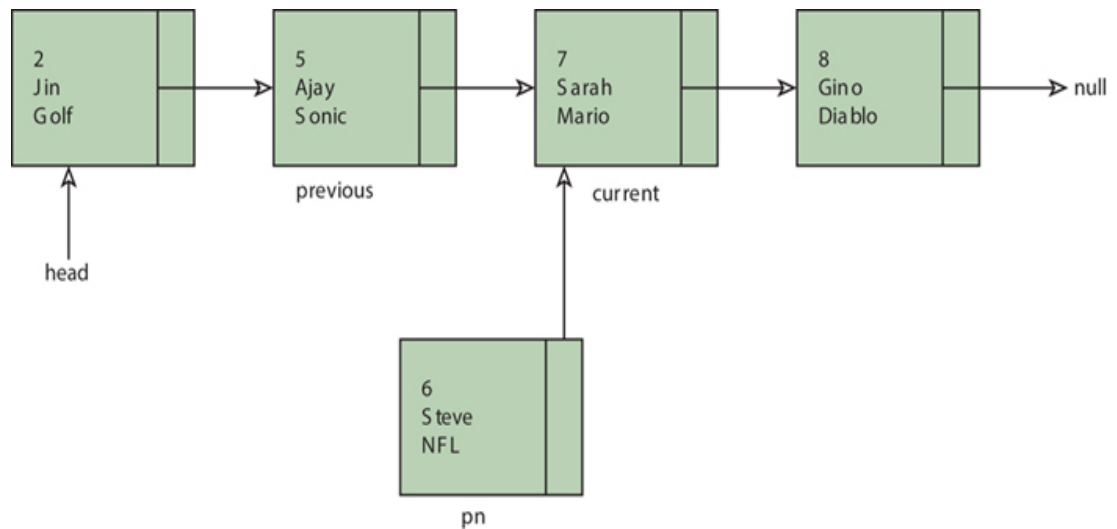 2
Jin
Golf
5
Ajay
Sonic
7
Sarah
Mario
8
Gino
Diablo
null
previous
current
head
6
Steve
NFL
pn